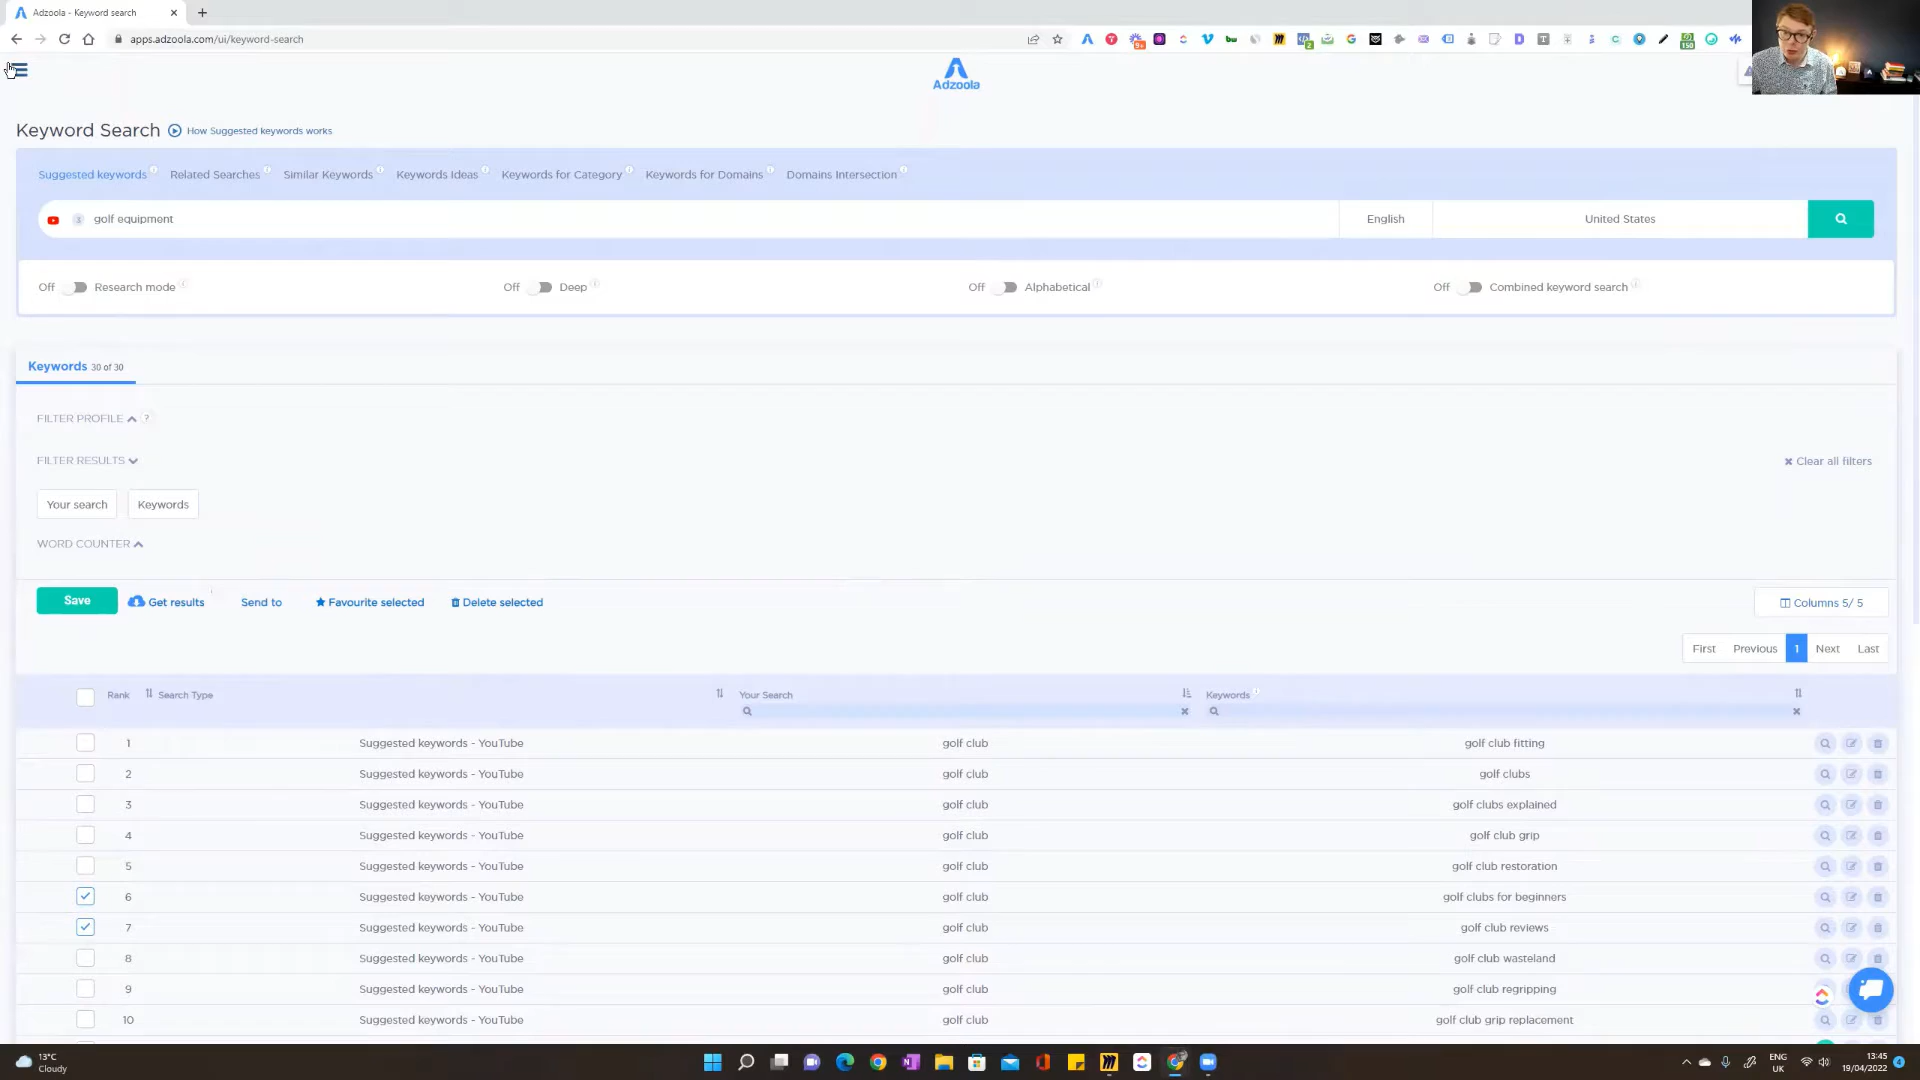 Adzoola - Keyword search
apps.adzoola.com/ui/keyword-search
Adzoola
Keyword Search How Suggested keywords works
Suggested keywords Related Searches Similar Keywords Keywords Ideas Keywords for Category Keywords for Domains Domains Intersection
golf equipment English United States
Off Research mode Off Deep Off Alphabetical Off Combined keyword search
Keywords 30 of 30
FILTER PROFILE ?
FILTER RESULTS Clear all filters
Your search Keywords
WORD COUNTER
Save Get results Send to Favourite selected Delete selected Columns 5/ 5
First Previous 1 Next Last
Rank Search Type Your Search Keywords
1 Suggested keywords - YouTube golf club golf club fitting
2 Suggested keywords - YouTube golf club golf clubs
3 Suggested keywords - YouTube golf club golf clubs explained
4 Suggested keywords - YouTube golf club golf club grip
5 Suggested keywords - YouTube golf club golf club restoration
6 Suggested keywords - YouTube golf club golf clubs for beginners
7 Suggested keywords - YouTube golf club golf club reviews
8 Suggested keywords - YouTube golf club golf club wasteland
9 Suggested keywords - YouTube golf club golf club regripping
10 Suggested keywords - YouTube golf club golf club grip replacement
13°C
Cloudy
ENG
UK
13:45
19/04/2022